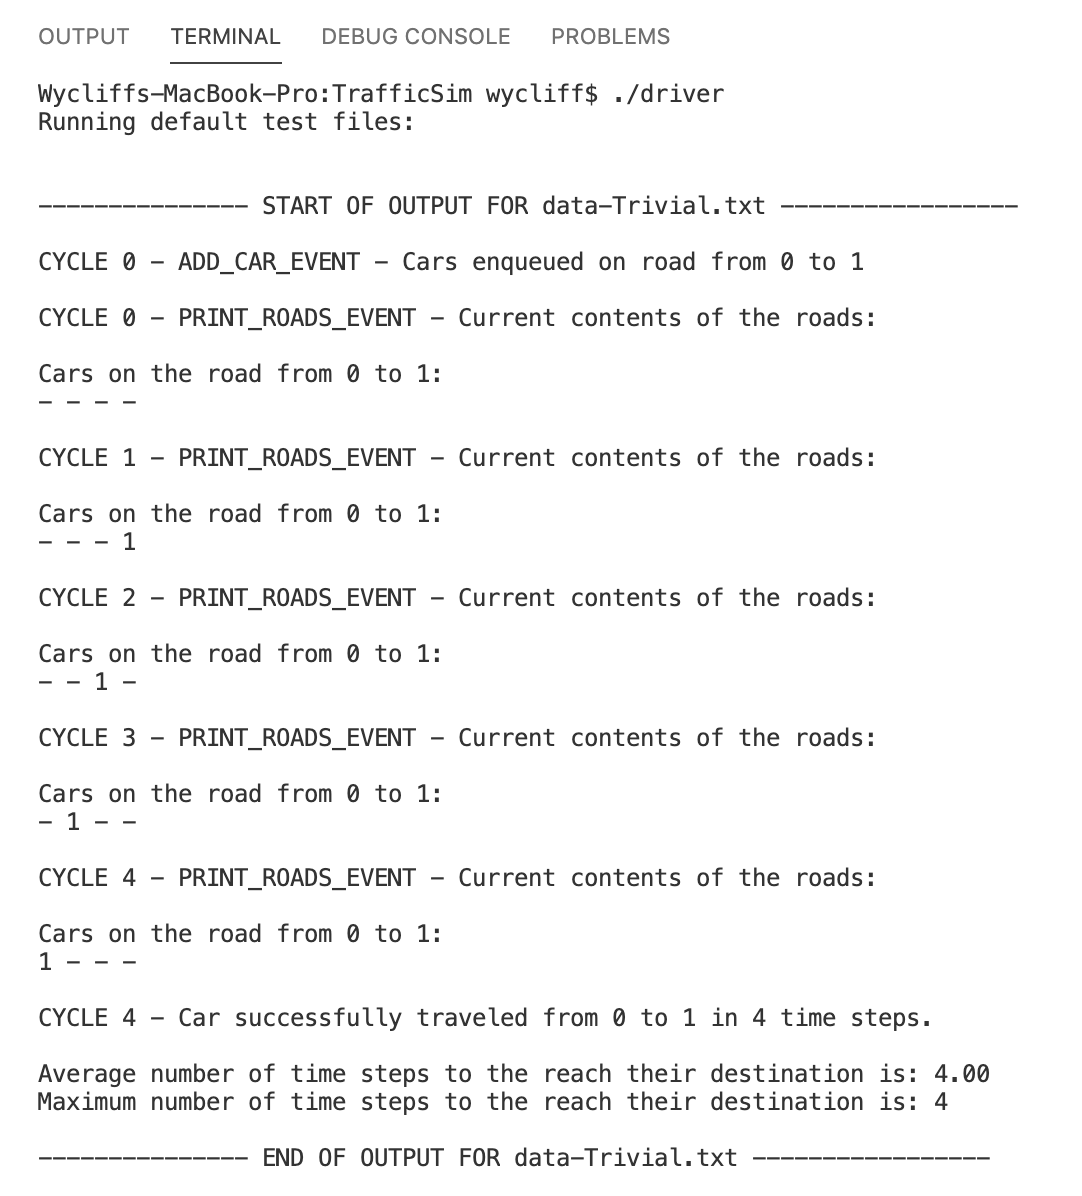 OUTPUT TERMINAL DEBUG CONSOLE PROBLEMS
Wycliffs-MacBook-Pro:TrafficSim wycliff$ ./driver
Running default test files:
--------------- START OF OUTPUT FOR data-Trivial.txt -----------------
CYCLE 0 - ADD_CAR_EVENT - Cars enqueued on road from 0 to 1
CYCLE 0 - PRINT_ROADS_EVENT - Current contents of the roads:
Cars on the road from 0 to 1:
- - - -
CYCLE 1 - PRINT_ROADS_EVENT - Current contents of the roads:
Cars on the road from 0 to 1:
- - - 1
CYCLE 2 - PRINT_ROADS_EVENT - Current contents of the roads:
Cars on the road from 0 to 1:
- - 1 -
CYCLE 3 - PRINT_ROADS_EVENT - Current contents of the roads:
Cars on the road from 0 to 1:
- 1 - -
CYCLE 4 - PRINT_ROADS_EVENT - Current contents of the roads:
Cars on the road from 0 to 1:
1 - - -
CYCLE 4 - Car successfully traveled from 0 to 1 in 4 time steps.
Average number of time steps to the reach their destination is: 4.00
Maximum number of time steps to the reach their destination is: 4
--------------- END OF OUTPUT FOR data-Trivial.txt -----------------